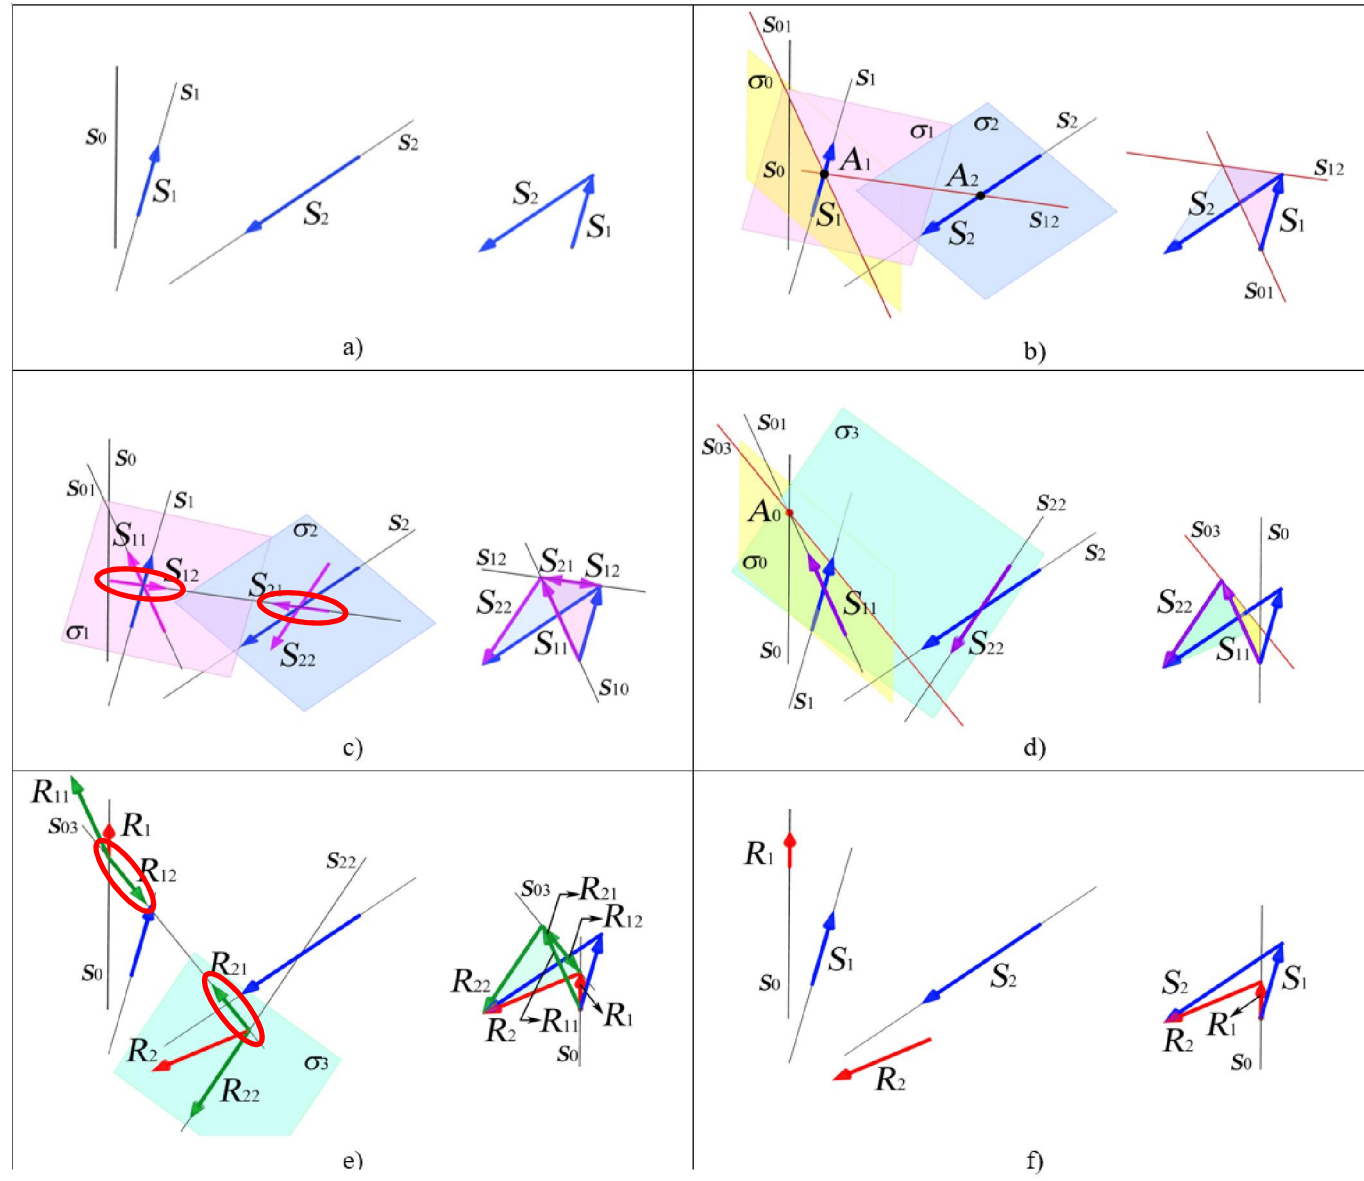 s0 s1 S1 s2 S2 S2 S1
a)
s01 σ0 s1 σ1 σ2 s2 s0 A1 A2 S1 S2 s12 S2 s12 S1 s01
b)
s0 s01 s1 S11 S12 σ2 s2 S21 σ1 S22 s12 S21 S12 S22 S11 s10
c)
s01 s03 σ3 A0 s22 s2 σ0 S11 s0 S22 s1 s03 s0 S22 S11
d)
R11 s03 R1 R12 s22 s0 R21 R2 σ3 R22 s03 R21 R12 R22 R2 R11 R1 s0
e)
R1 s0 S1 S2 R2 S2 S1 R2 R1 s0
f)